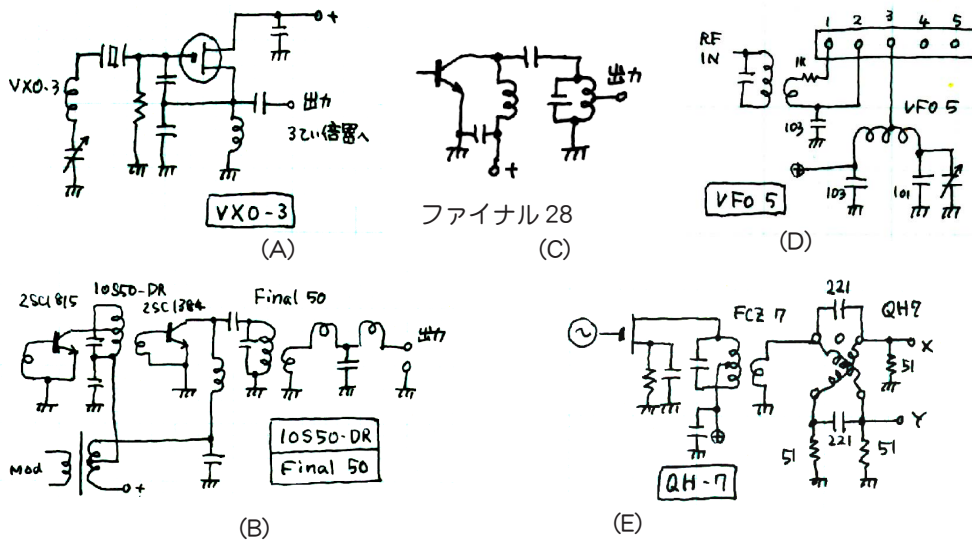 +
VXO-3
出力
3てい倍器へ
VXO-3
(A)
+
出力
ファイナル 28
(C)
1 2 3 4 5
RF
IN
1K
VFO 5
103
103
101
VFO 5
(D)
2SC1815
10S50-DR
2SC1384
Final 50
出力
Mod
+
10S50-DR
Final 50
(B)
221
FCZ 7
QH7
X
51
Y
221
51
51
QH-7
(E)